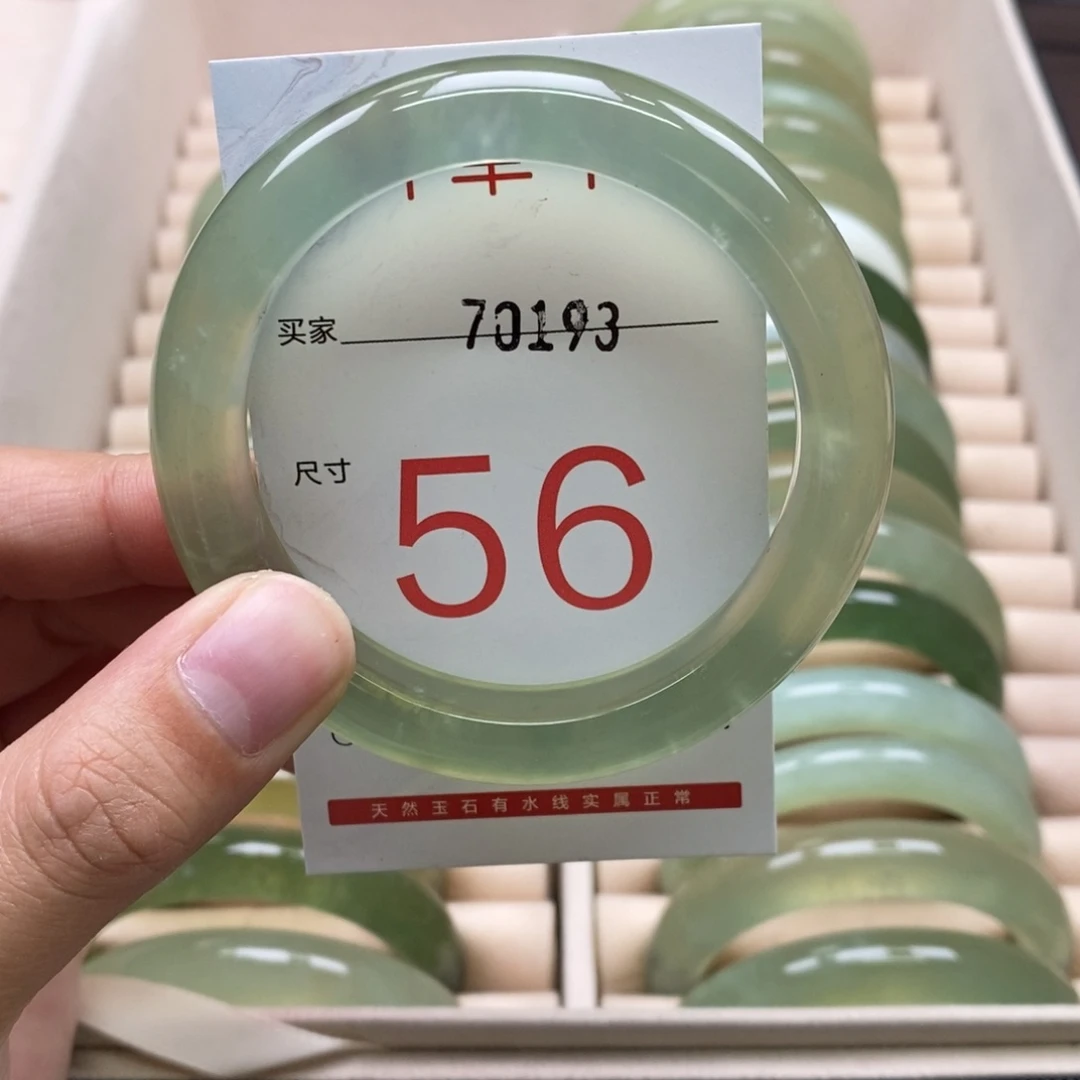 买家 70193
尺寸
56
天然玉石有水线实属正常